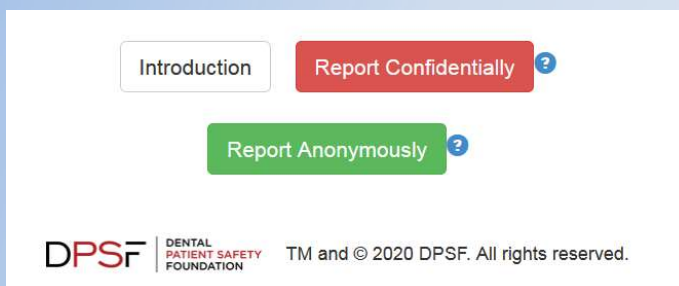 Introduction
Report Confidentially ?
Report Anonymously ?
DPSF
DENTAL
PATIENT SAFETY
FOUNDATION
TM and © 2020 DPSF. All rights reserved.